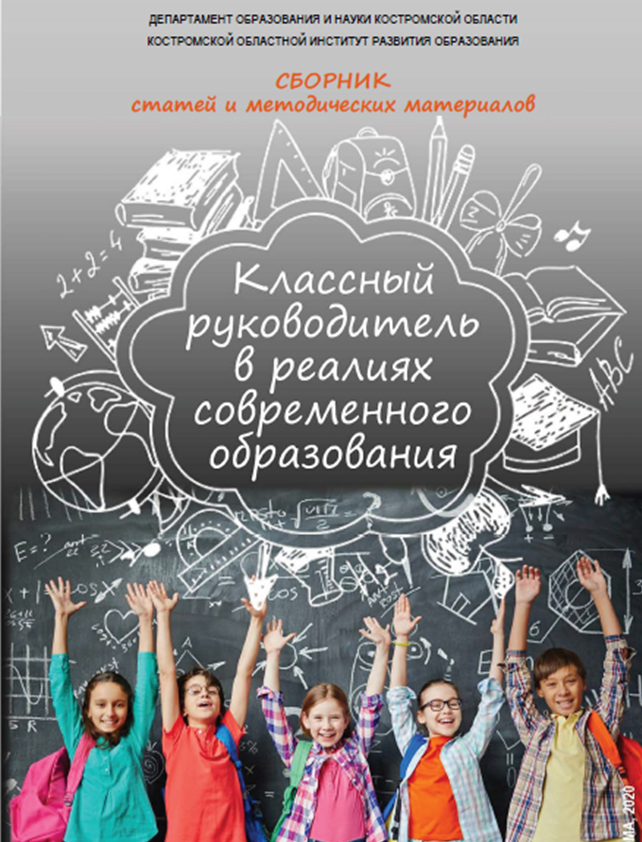 ДЕПАРТАМЕНТ ОБРАЗОВАНИЯ И НАУКИ КОСТРОМСКОЙ ОБЛАСТИ
КОСТРОМСКОЙ ОБЛАСТНОЙ ИНСТИТУТ РАЗВИТИЯ ОБРАЗОВАНИЯ
СБОРНИК
статей и методических материалов
2+2=4
Классный
руководитель
в реалиях
современного
образования
ABC
E=?
МА, 2020